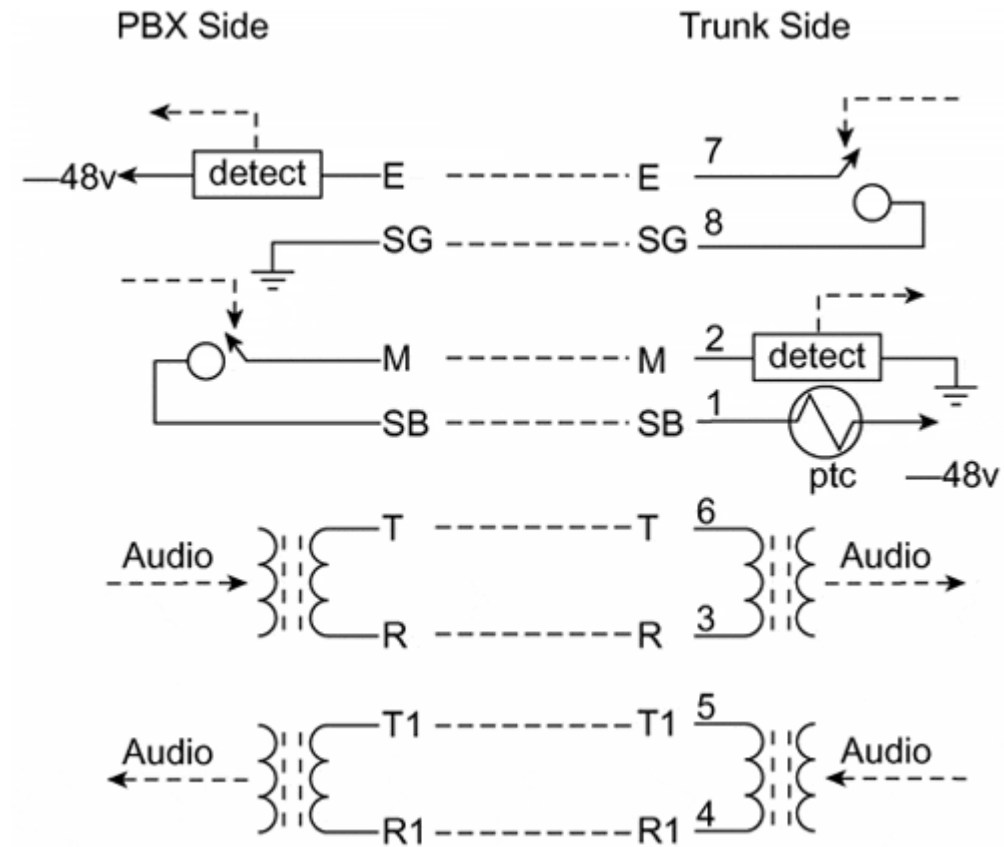 PBX Side Trunk Side
—48v detect E E 7
SG SG 8
M M 2 detect
SB SB 1
ptc —48v
T T 6
Audio Audio
R R 3
T1 T1 5
Audio Audio
R1 R1 4